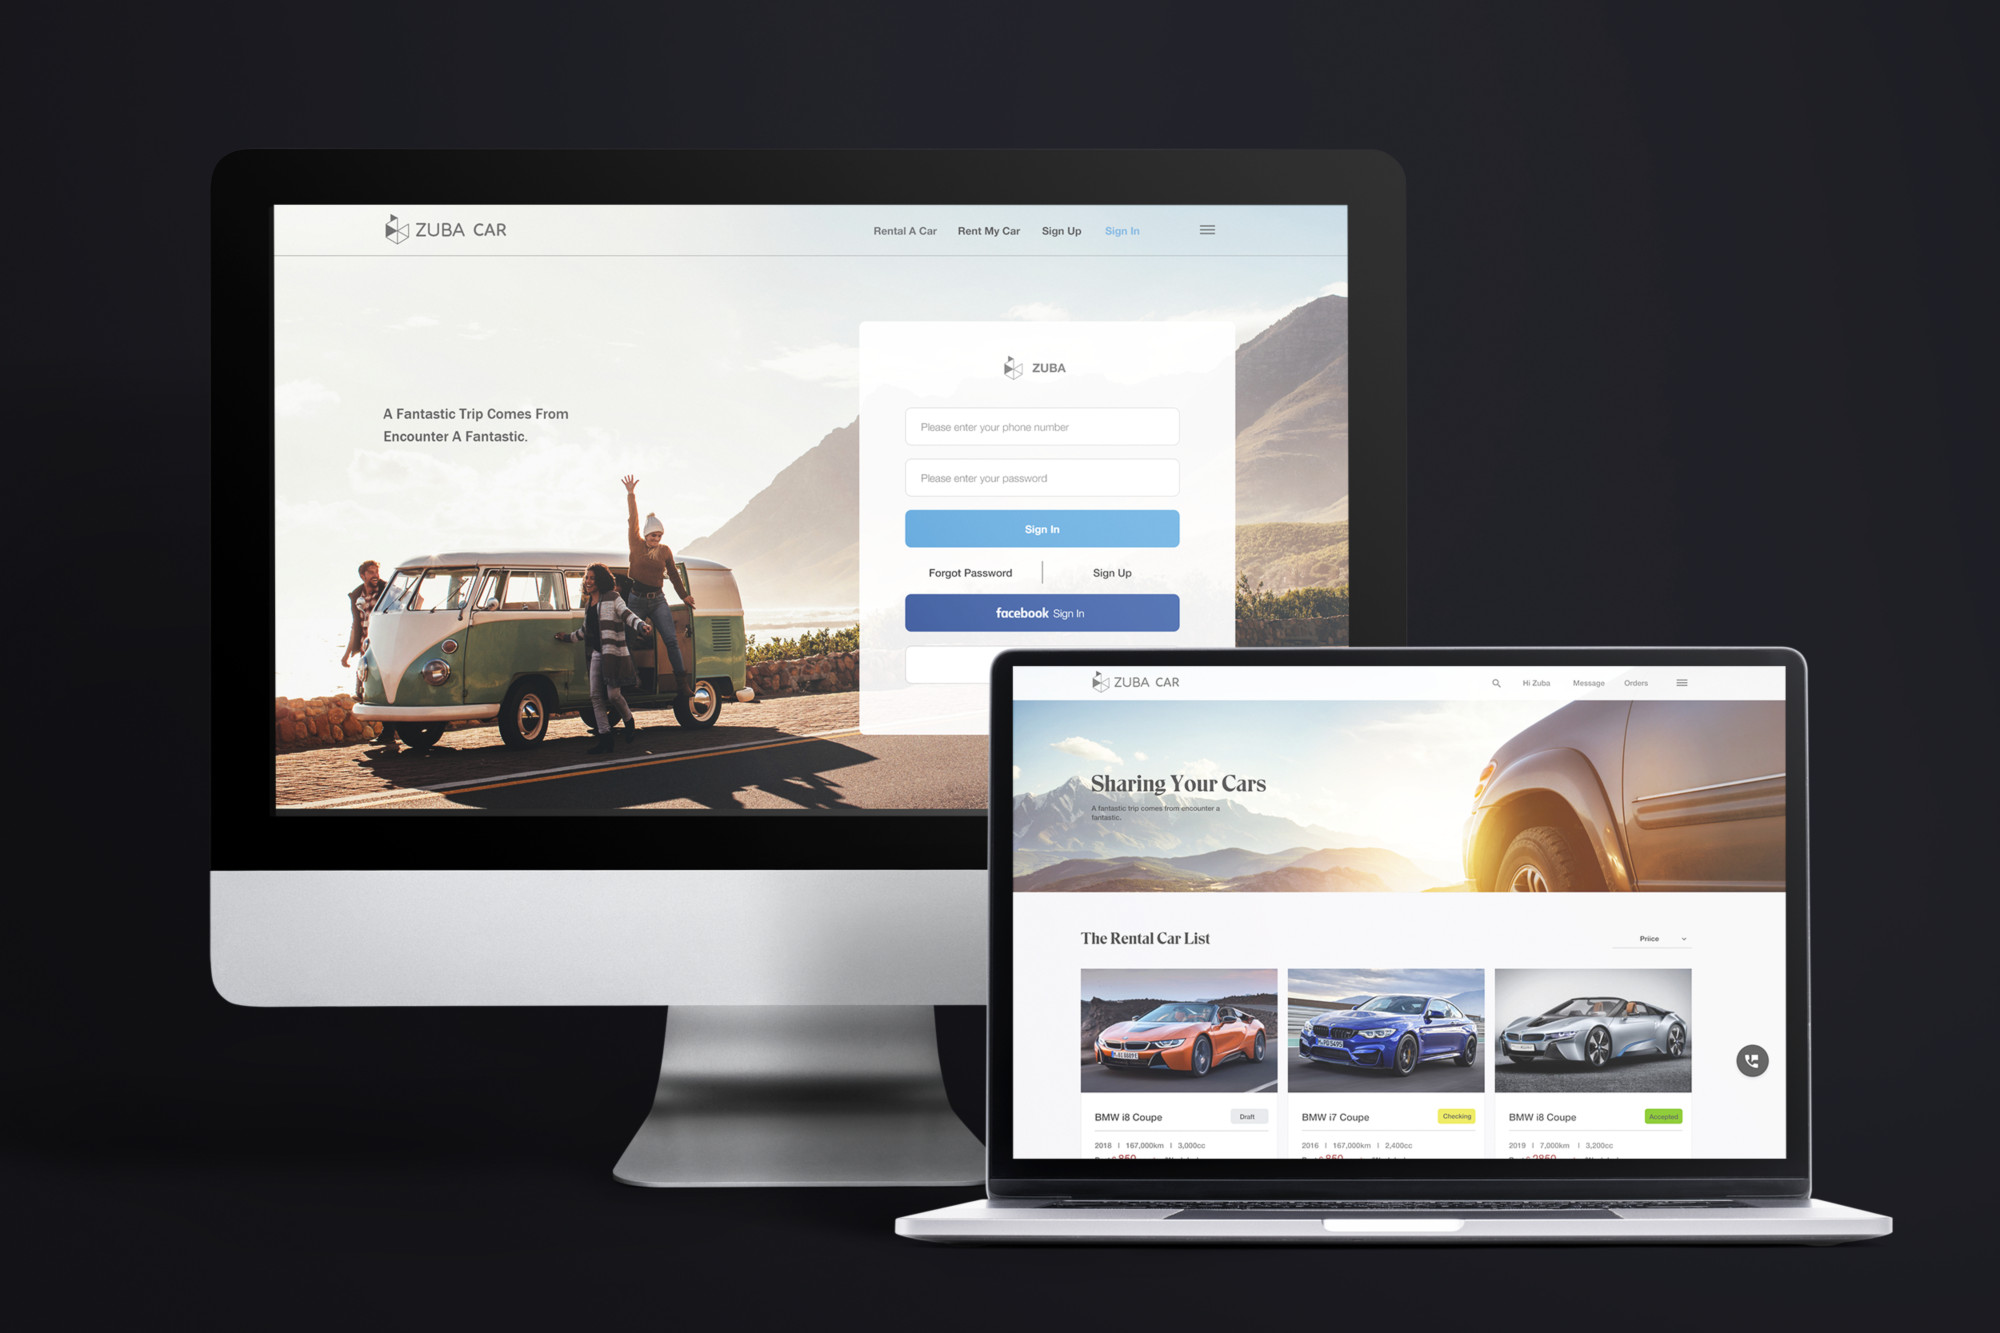 ZUBA CAR
Rental A Car
Rent My Car
Sign Up
Sign In
A Fantastic Trip Comes From
Encounter A Fantastic.
ZUBA
Please enter your phone number
Please enter your password
Sign In
Forgot Password
Sign Up
facebook Sign In
ZUBA CAR
Hi Zuba
Message
Orders
Sharing Your Cars
A fantastic trip comes from encounter a
fantastic.
The Rental Car List
Priice
BMW i8 Coupe
Draft
2018 | 167,000km | 3,000cc
850
BMW i7 Coupe
Checking
2016 | 167,000km | 2,400cc
850
BMW i8 Coupe
Accepted
2019 | 7,000km | 3,200cc
2850